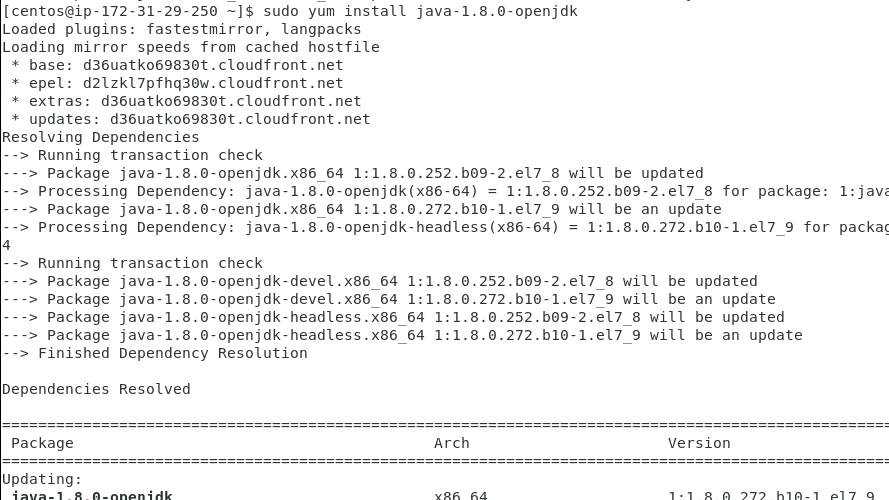 [centos@ip-172-31-29-250 ~]$ sudo yum install java-1.8.0-openjdk
Loaded plugins: fastestmirror, langpacks
Loading mirror speeds from cached hostfile
 * base: d36uatko69830t.cloudfront.net
 * epel: d2lzkl7pfhq30w.cloudfront.net
 * extras: d36uatko69830t.cloudfront.net
 * updates: d36uatko69830t.cloudfront.net
Resolving Dependencies
--> Running transaction check
---> Package java-1.8.0-openjdk.x86_64 1:1.8.0.252.b09-2.el7_8 will be updated
--> Processing Dependency: java-1.8.0-openjdk(x86-64) = 1:1.8.0.252.b09-2.el7_8 for package: 1:java
---> Package java-1.8.0-openjdk.x86_64 1:1.8.0.272.b10-1.el7_9 will be an update
--> Processing Dependency: java-1.8.0-openjdk-headless(x86-64) = 1:1.8.0.272.b10-1.el7_9 for packag
4
--> Running transaction check
---> Package java-1.8.0-openjdk-devel.x86_64 1:1.8.0.252.b09-2.el7_8 will be updated
---> Package java-1.8.0-openjdk-devel.x86_64 1:1.8.0.272.b10-1.el7_9 will be an update
---> Package java-1.8.0-openjdk-headless.x86_64 1:1.8.0.252.b09-2.el7_8 will be updated
---> Package java-1.8.0-openjdk-headless.x86_64 1:1.8.0.272.b10-1.el7_9 will be an update
--> Finished Dependency Resolution
Dependencies Resolved
Package Arch Version
Updating:
java-1.8.0-openjdk x86_64 1:1.8.0.272.b10-1.el7_9